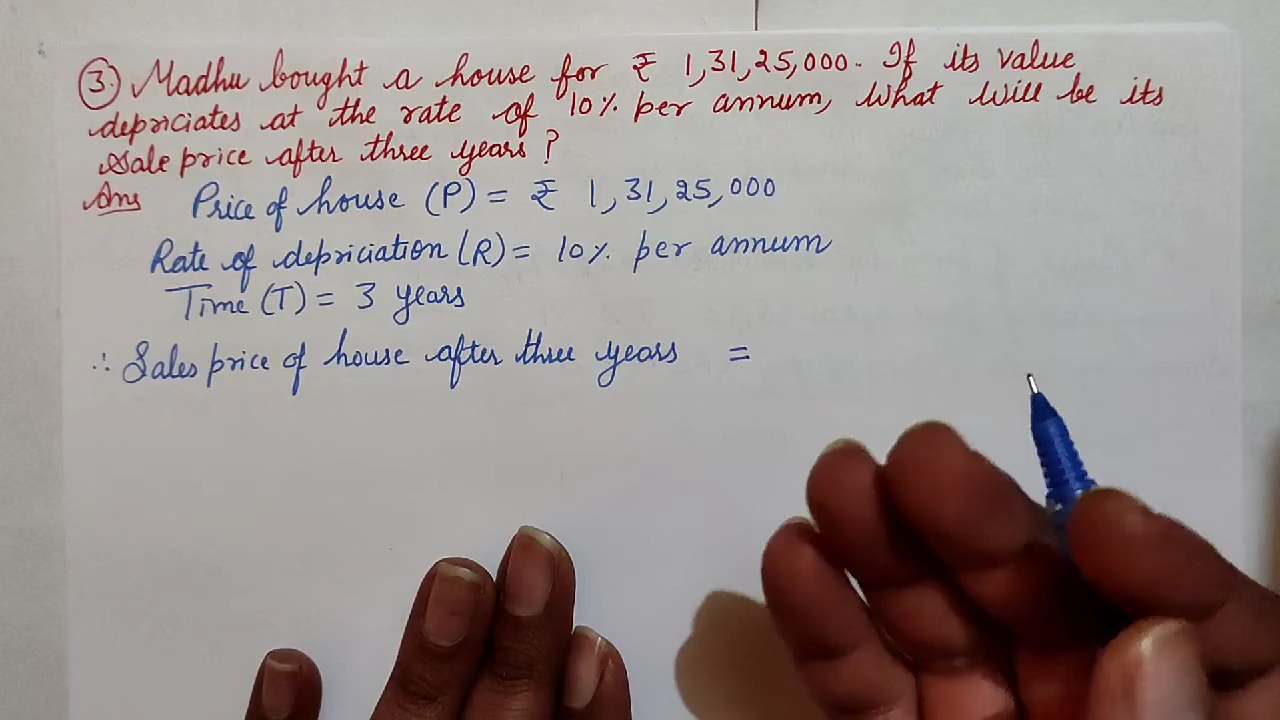 3. Madhu bought a house for ₹ 1,31,25,000. If its value
depriciates at the rate of 10% per annum, what will be its
sale price after three years?
Ans Price of house (P) = ₹ 1,31,25,000
Rate of depriciation (R) = 10% per annum
Time (T) = 3 years
∴ Sales price of house after three years =